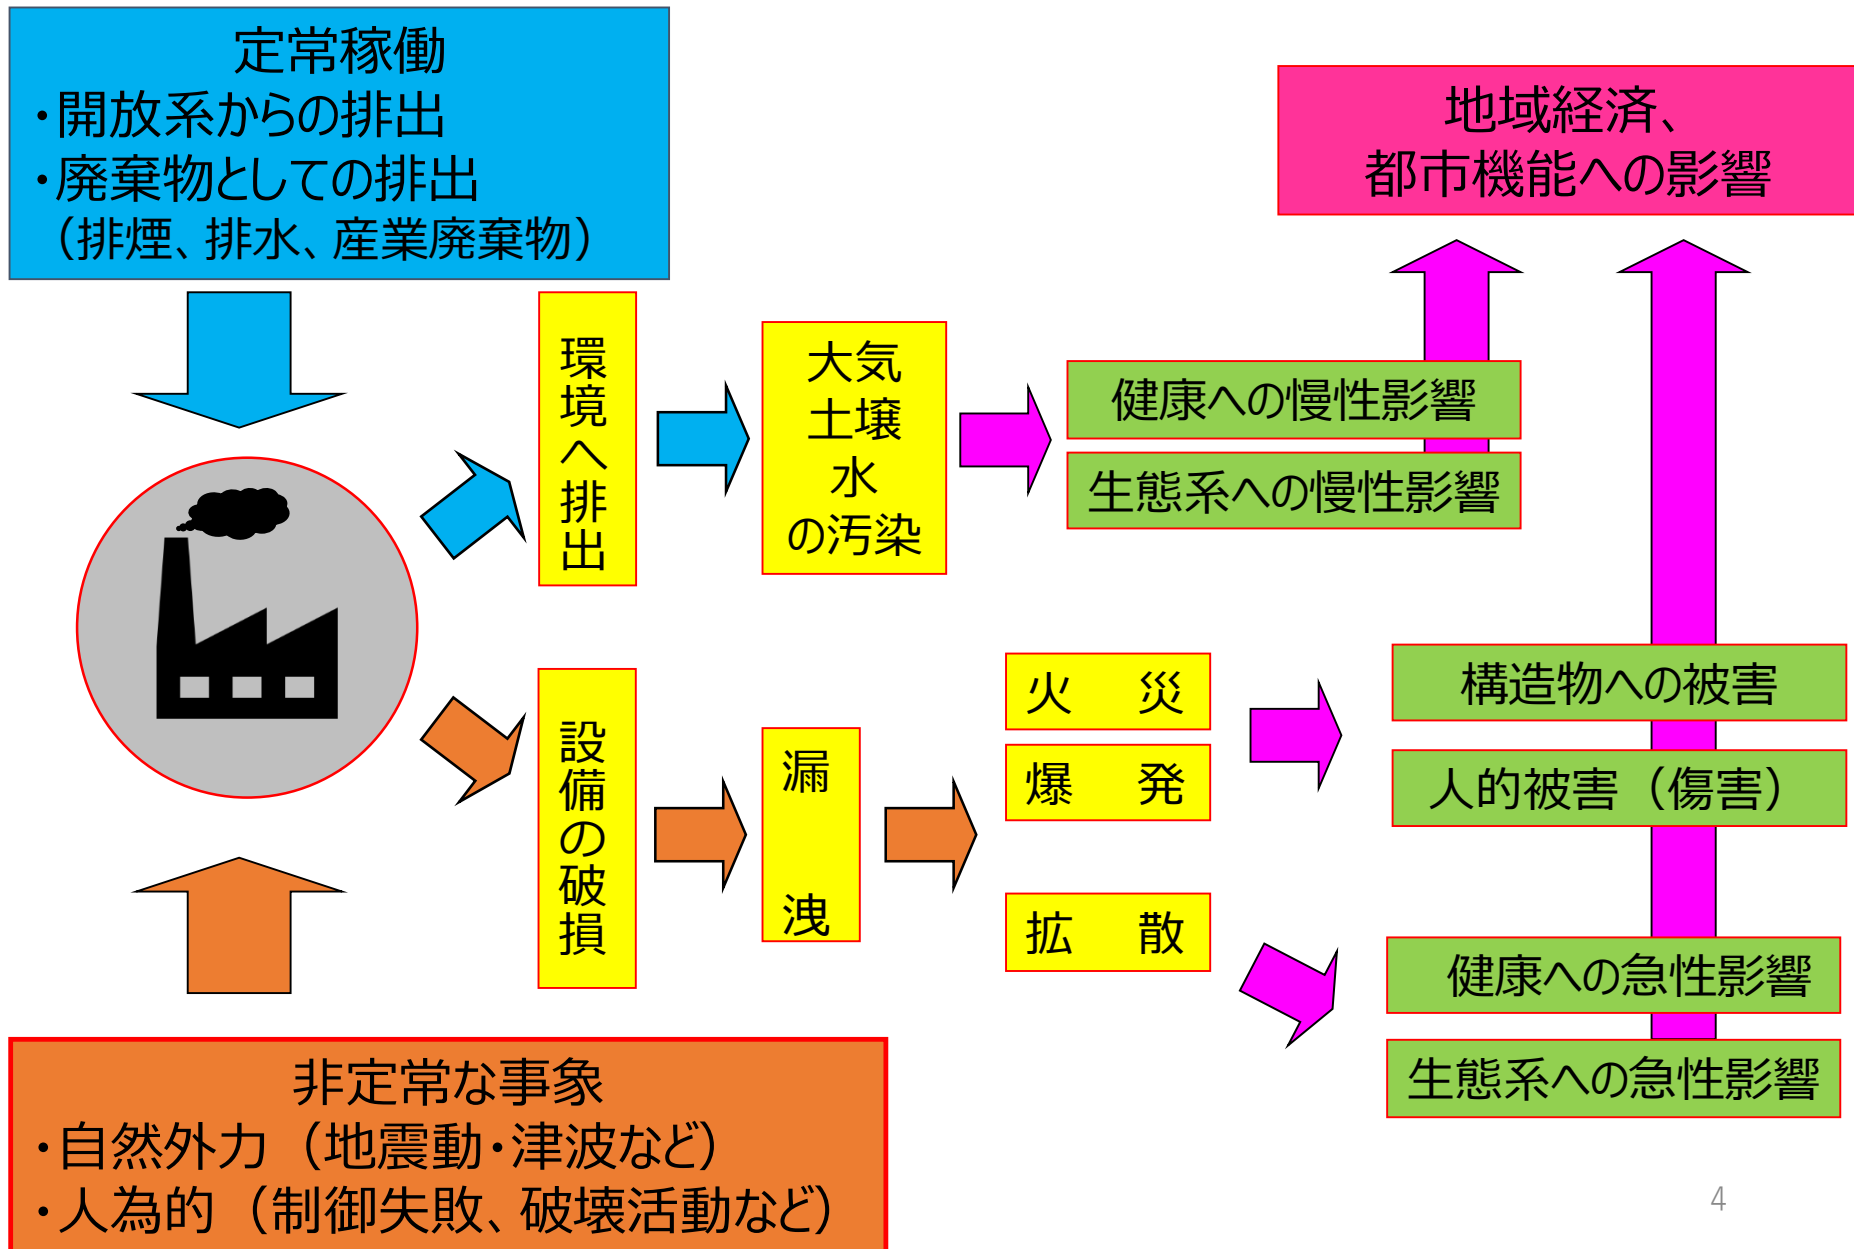 定常稼働
・開放系からの排出
・廃棄物としての排出
（排煙、排水、産業廃棄物）
地域経済、
都市機能への影響
環境へ排出
大気
土壌
水
の汚染
健康への慢性影響
生態系への慢性影響
設備の破損
漏洩
火 災
爆 発
拡 散
構造物への被害
人的被害（傷害）
健康への急性影響
生態系への急性影響
非定常な事象
・自然外力（地震動・津波など）
・人為的（制御失敗、破壊活動など）
4